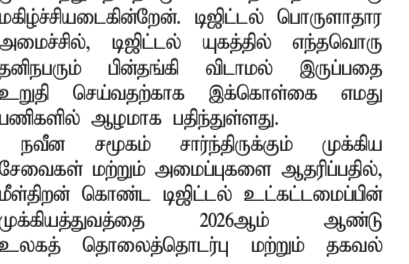 மகிழ்ச்சியடைகின்றேன். டிஜிட்டல் பொருளாதார
அமைச்சில், டிஜிட்டல் யுகத்தில் எந்தவொரு
தனிநபரும் பின்தங்கி விடாமல் இருப்பதை
உறுதி செய்வதற்காக இக்கொள்கை எமது
பணிகளில் ஆழமாக பதிந்துள்ளது.
நவீன சமூகம் சார்ந்திருக்கும் முக்கிய
சேவைகள் மற்றும் அமைப்புகளை ஆதரிப்பதில்,
மீள்திறன் கொண்ட டிஜிட்டல் உட்கட்டமைப்பின்
முக்கியத்துவத்தை 2026ஆம் ஆண்டு
உலகத் தொலைத்தொடர்பு மற்றும் தகவல்